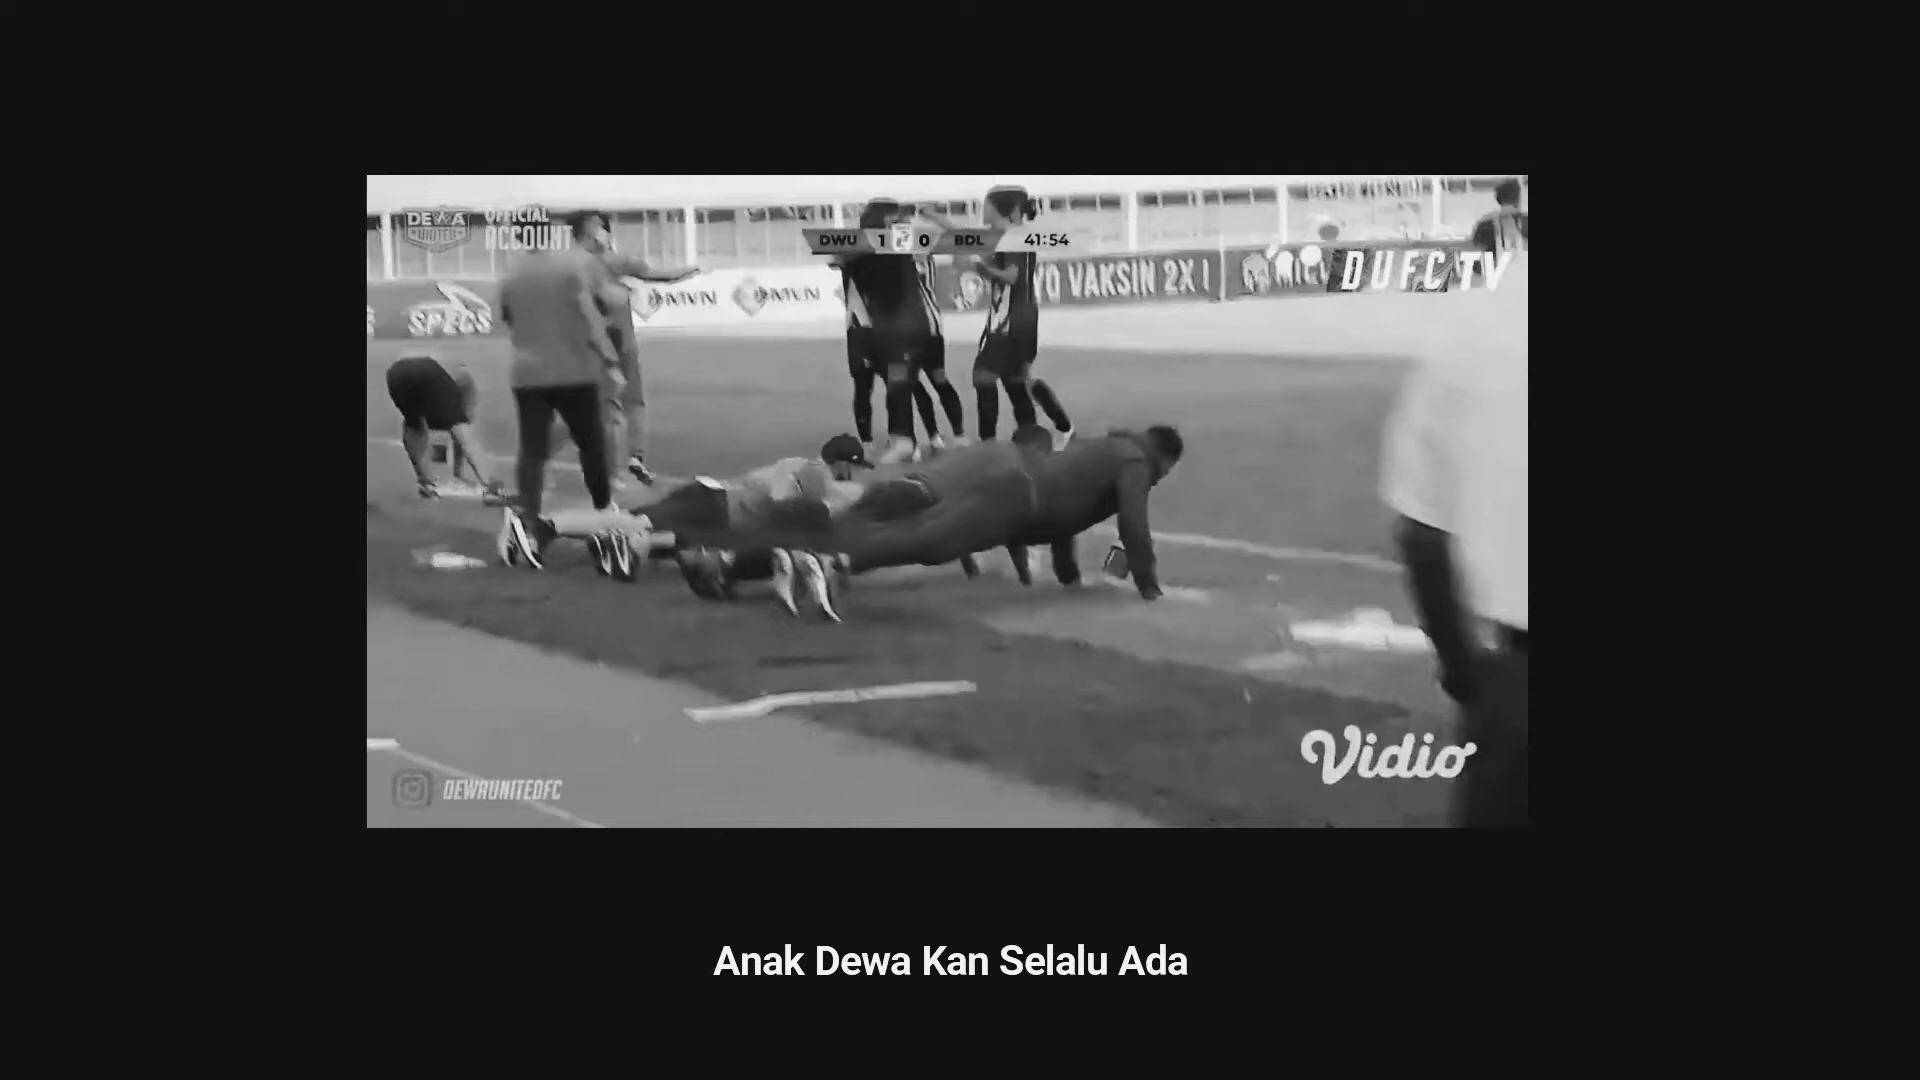 DEWA
UNITED
OFFICIAL
ACCOUNT
DWU 1 0 BDL 41:54
DUFC TV
SPECS
MVN
MVN
YO VAKSIN 2X !
Vidio
DEWAUNITEDFC
Anak Dewa Kan Selalu Ada